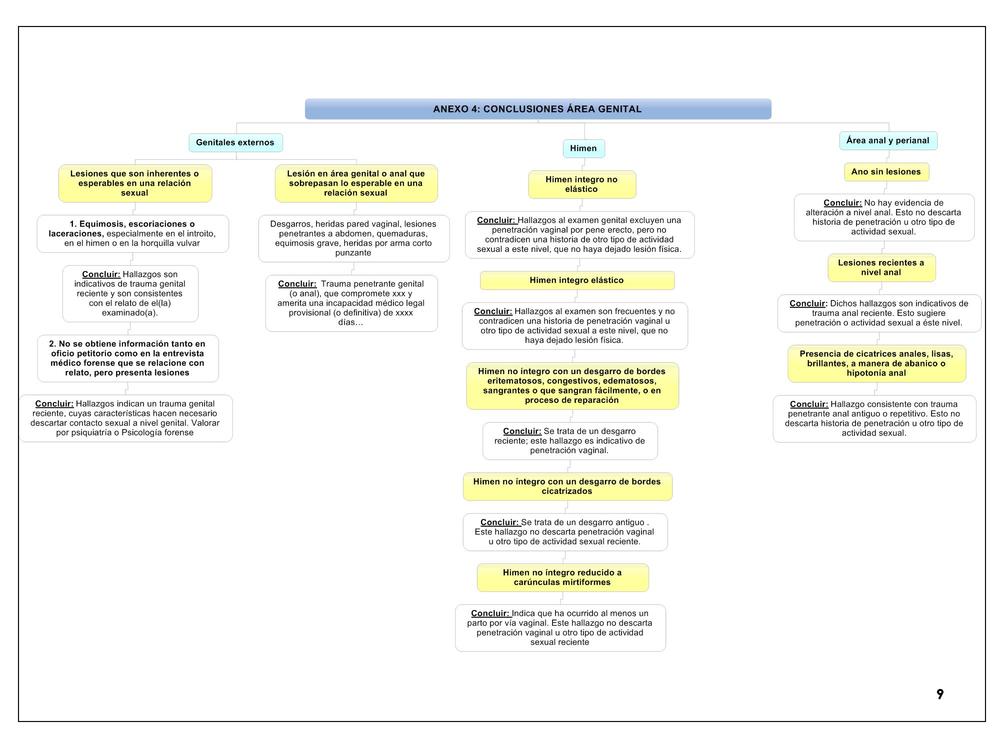 ANEXO 4: CONCLUSIONES ÁREA GENITAL
Genitales externos
Lesiones que son inherentes o
esperables en una relación
sexual
1. Equimosis, escoriaciones o
laceraciones, especialmente en el introito,
en el himen o en la horquilla vulvar
Concluir: Hallazgos son
indicativos de trauma genital
reciente y son consistentes
con el relato de el(la)
examinado(a).
2. No se obtiene información tanto en
oficio petitorio como en la entrevista
médico forense que se relacione con
relato, pero presenta lesiones
Concluir: Hallazgos indican un trauma genital
reciente, cuyas características hacen necesario
descartar contacto sexual a nivel genital. Valorar
por psiquiatría o Psicología forense
Lesión en área genital o anal que
sobrepasan lo esperable en una
relación sexual
Desgarros, heridas pared vaginal, lesiones
penetrantes a abdomen, quemaduras,
equimosis grave, heridas por arma corto
punzante
Concluir: Trauma penetrante genital
(o anal), que compromete xxx y
amerita una incapacidad médico legal
provisional (o definitiva) de xxxx
días...
Himen
Himen integro no
elástico
Concluir: Hallazgos al examen genital excluyen una
penetración vaginal por pene erecto, pero no
contradicen una historia de otro tipo de actividad
sexual a este nivel, que no haya dejado lesión física.
Himen integro elástico
Concluir: Hallazgos al examen son frecuentes y no
contradicen una historia de penetración vaginal u
otro tipo de actividad sexual a este nivel, que no
haya dejado lesión física.
Himen no íntegro con un desgarro de bordes
eritematosos, congestivos, edematosos,
sangrantes o que sangran fácilmente, o en
proceso de reparación
Concluir: Se trata de un desgarro
reciente; este hallazgo es indicativo de
penetración vaginal.
Himen no íntegro con un desgarro de bordes
cicatrizados
Concluir: Se trata de un desgarro antiguo .
Este hallazgo no descarta penetración vaginal
u otro tipo de actividad sexual reciente.
Himen no íntegro reducido a
carúnculas mirtiformes
Concluir: Indica que ha ocurrido al menos un
parto por vía vaginal. Este hallazgo no descarta
penetración vaginal u otro tipo de actividad
sexual reciente
Área anal y perianal
Ano sin lesiones
Concluir: No hay evidencia de
alteración a nivel anal. Esto no descarta
historia de penetración u otro tipo de
actividad sexual.
Lesiones recientes a
nivel anal
Concluir: Dichos hallazgos son indicativos de
trauma anal reciente. Esto sugiere
penetración o actividad sexual a éste nivel.
Presencia de cicatrices anales, lisas,
brillantes, a manera de abanico o
hipotonía anal
Concluir: Hallazgo consistente con trauma
penetrante anal antiguo o repetitivo. Esto no
descarta historia de penetración u otro tipo de
actividad sexual.
9